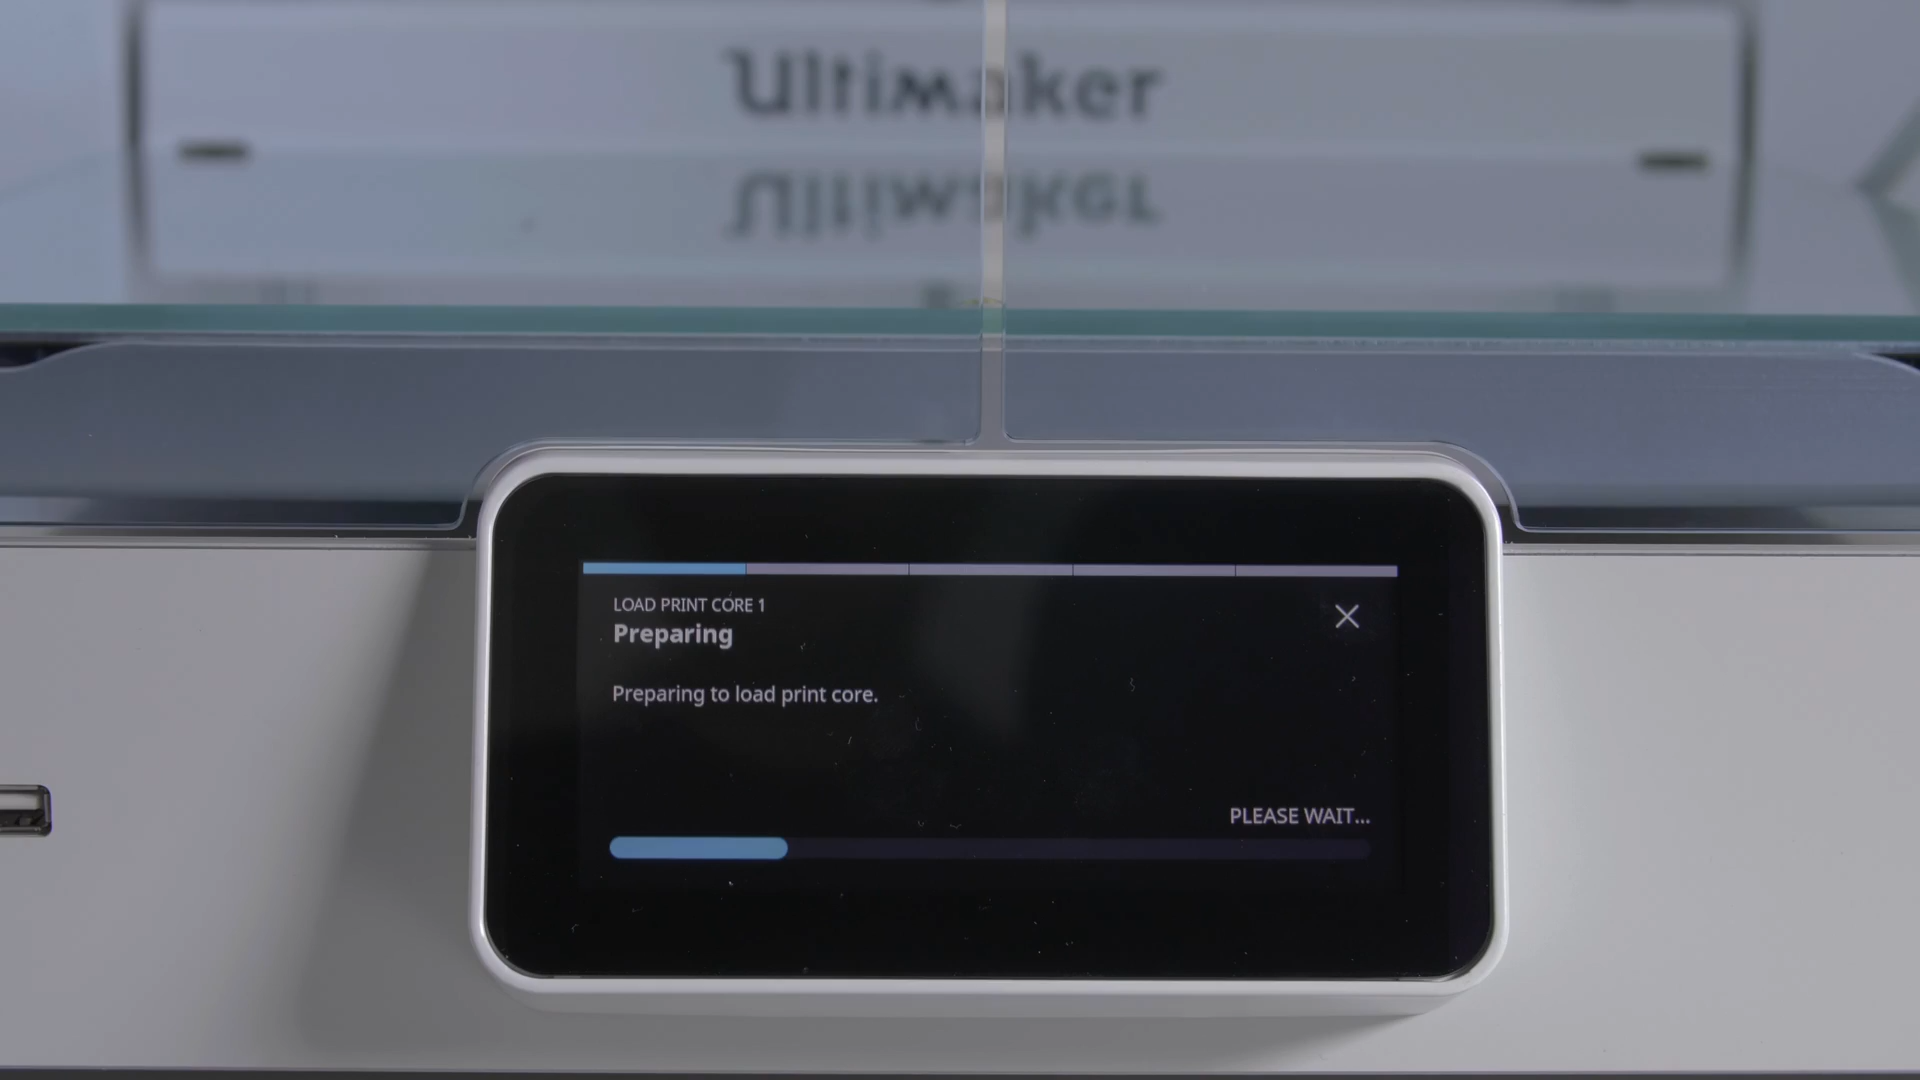 Ultimaker
LOAD PRINT CORE 1
Preparing
Preparing to load print core.
PLEASE WAIT...